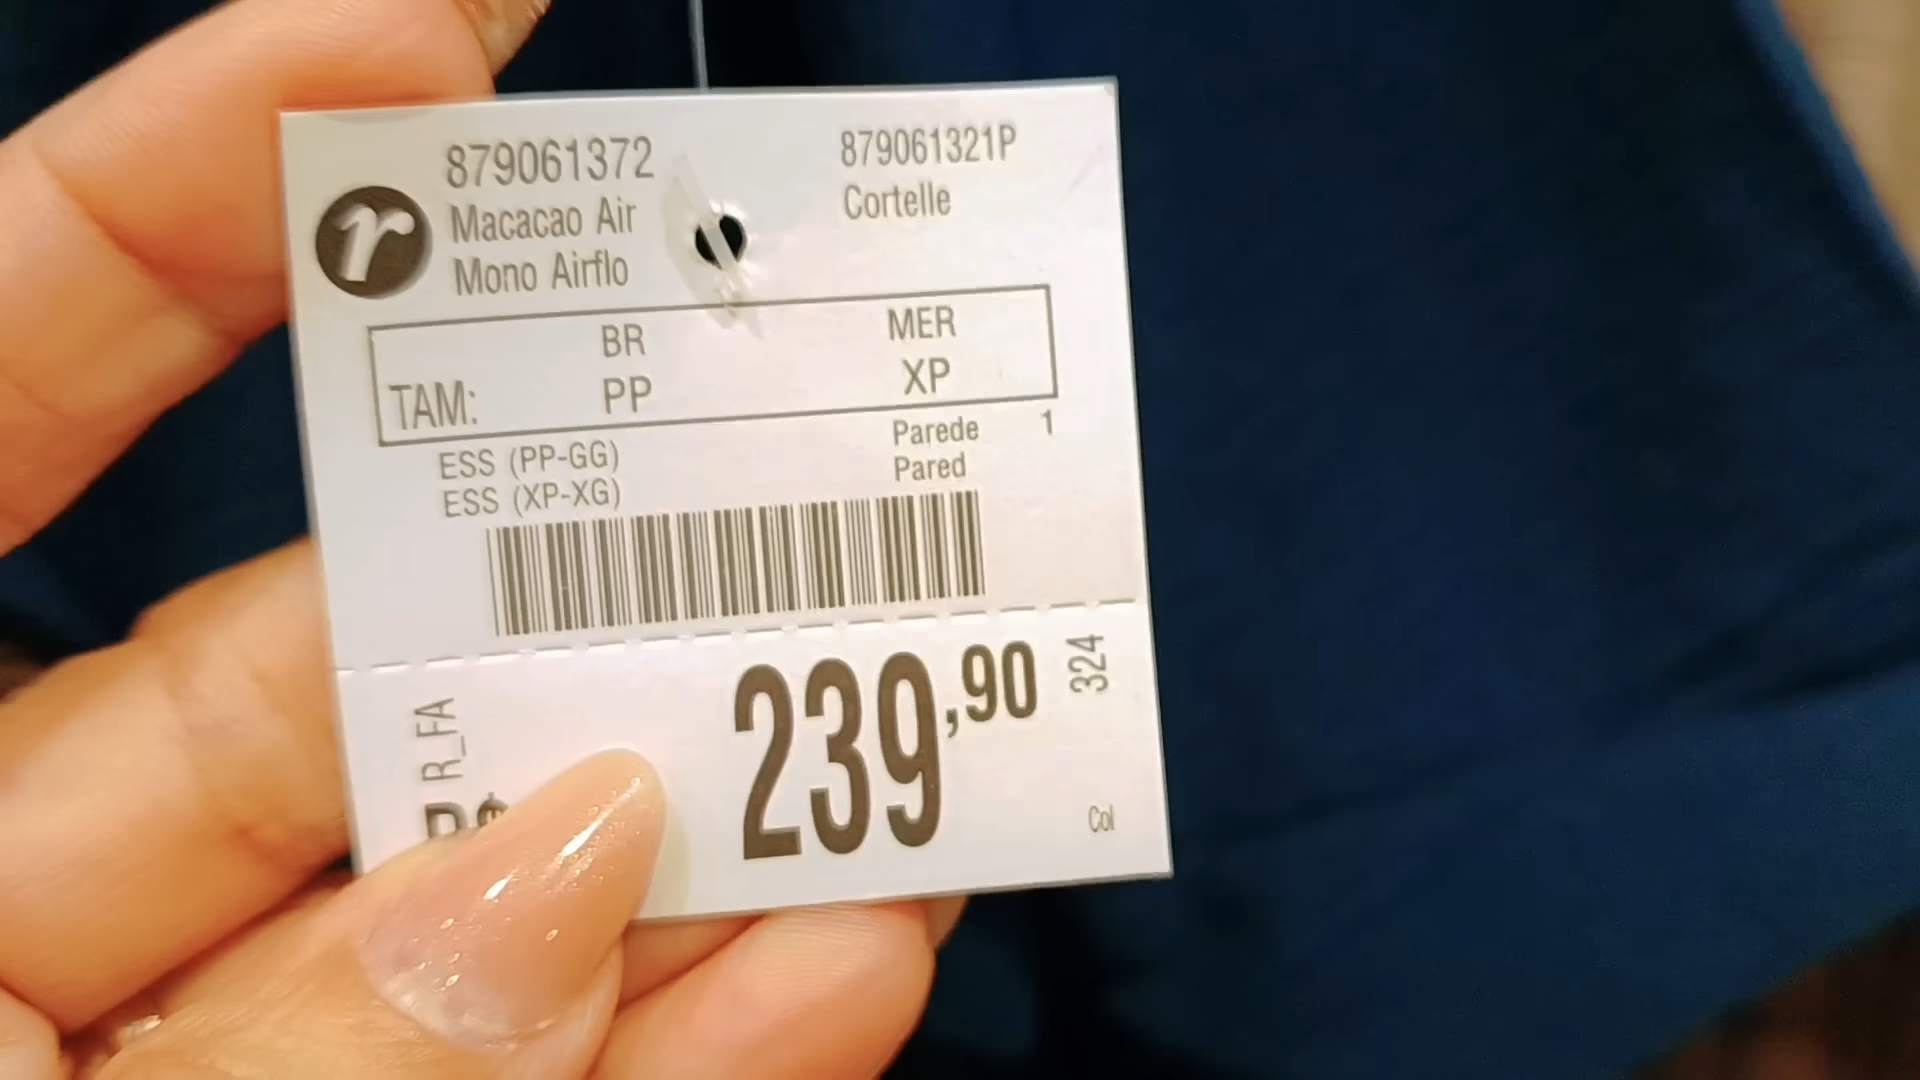 879061372
Macacao Air
Mono Airflo
879061321P
Cortelle
r
BR MER
TAM: PP XP
ESS (PP-GG)
ESS (XP-XG)
Parede 1
Pared
R_FA
R$ 239,90
324
Col